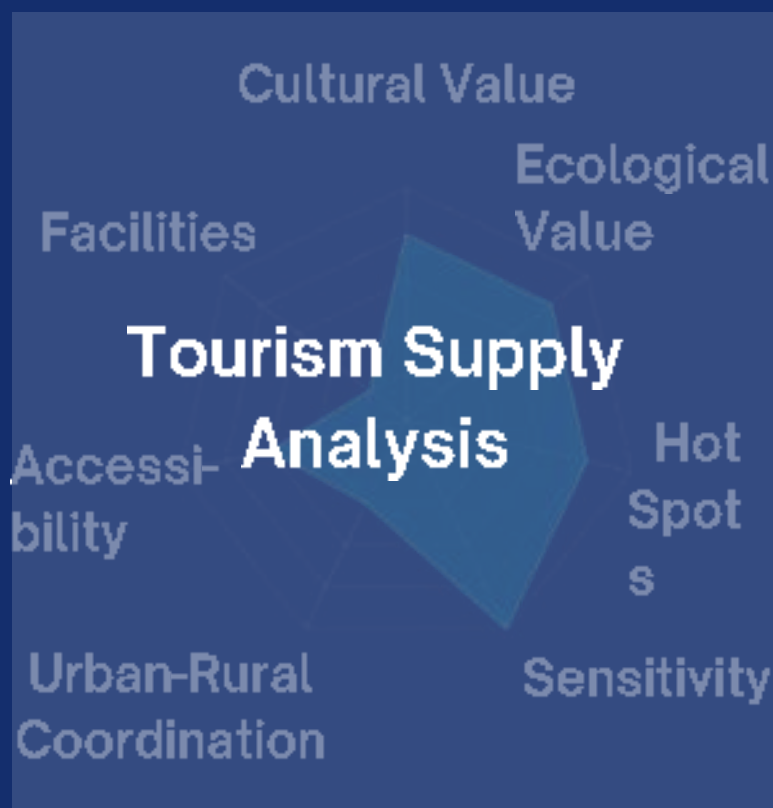 Cultural Value
Ecological
Value
Facilities
Tourism Supply
Analysis
Hot
Spot
s
Accessi-
bility
Urban-Rural
Coordination
Sensitivity